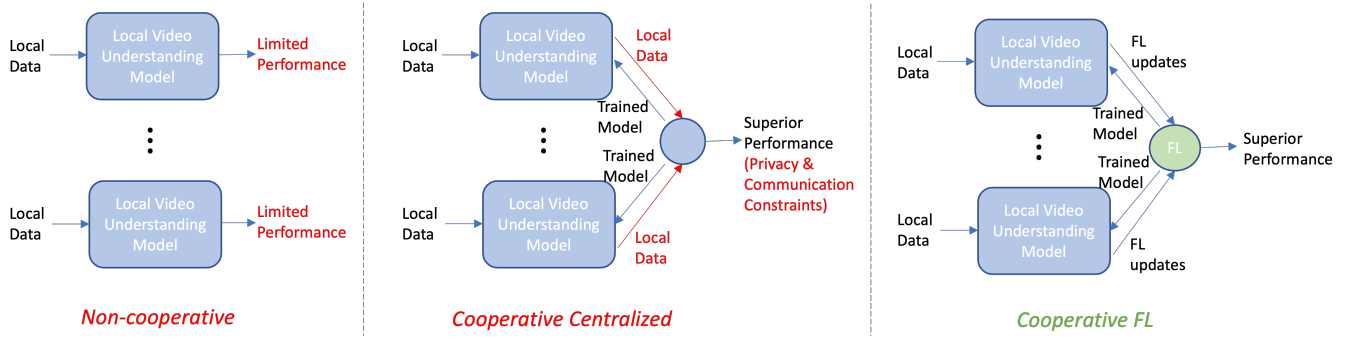 Local
Data
Local Video
Understanding
Model
Limited
Performance
Local
Data
Local Video
Understanding
Model
Limited
Performance
Non-cooperative
Local
Data
Local Video
Understanding
Model
Local
Data
Trained
Model
Trained
Model
Superior
Performance
(Privacy &
Communication
Constraints)
Local
Data
Local Video
Understanding
Model
Local
Data
Cooperative Centralized
Local
Data
Local Video
Understanding
Model
FL
updates
Trained
Model
FL
Trained
Model
Superior
Performance
Local
Data
Local Video
Understanding
Model
FL
updates
Cooperative FL